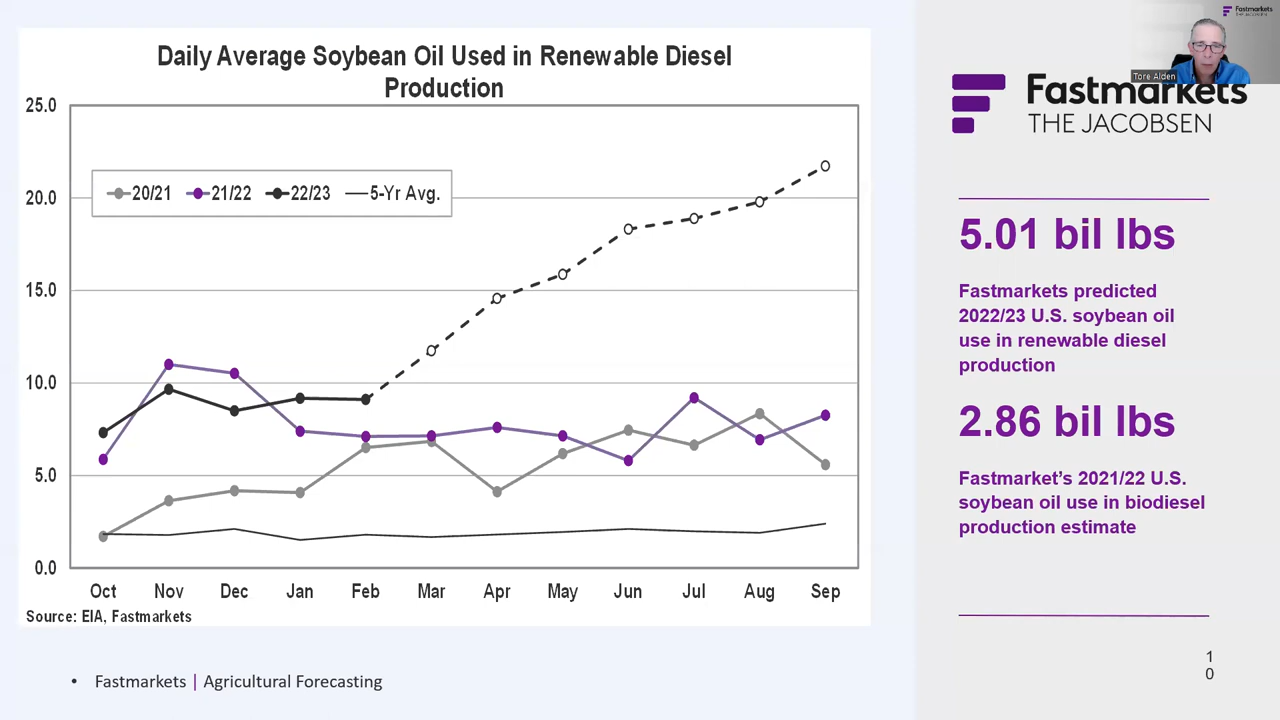 Daily Average Soybean Oil Used in Renewable Diesel
Production
25.0
20.0
15.0
10.0
5.0
0.0
20/21 21/22 22/23 5-Yr Avg.
Oct Nov Dec Jan Feb Mar Apr May Jun Jul Aug Sep
Source: EIA, Fastmarkets
• Fastmarkets | Agricultural Forecasting
Fastmarkets
THE JACOBSEN
Tore Alden
Fastmarkets
THE JACOBSEN
5.01 bil lbs
Fastmarkets predicted
2022/23 U.S. soybean oil
use in renewable diesel
production
2.86 bil lbs
Fastmarket’s 2021/22 U.S.
soybean oil use in biodiesel
production estimate
1
0